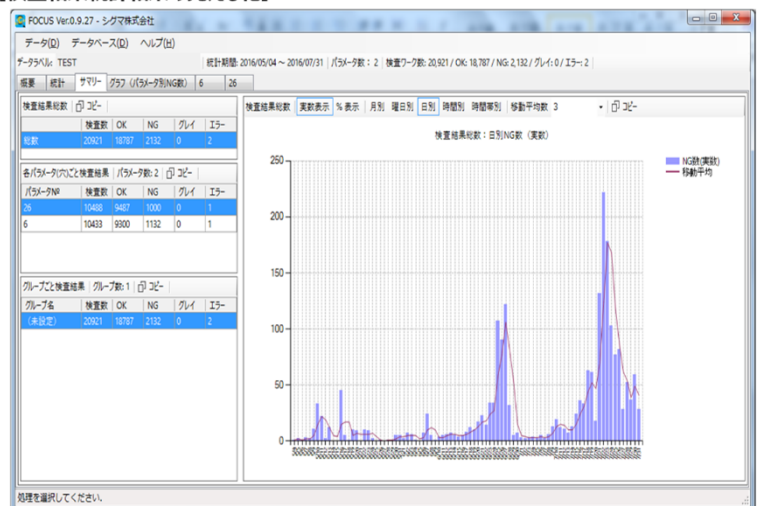 FOCUS Ver.0.9.27 - シグマ株式会社
データ(D) データベース(D) ヘルプ(H)
データラベル: TEST 統計期間: 2016/05/04 ～ 2016/07/31 パラメータ数： 2 検査ワーク数: 20,921 / OK: 18,787 / NG: 2,132 / グレイ: 0 / エラー: 2
概要 統計 サマリー グラフ（パラメータ別NG数） 6 26
検査結果総数 コピー
検査数 OK NG グレイ エラー
総数 20921 18787 2132 0 2
各パラメータ(穴)ごと検査結果 パラメータ数: 2 コピー
パラメータNº 検査数 OK NG グレイ エラー
26 10488 9487 1000 0 1
6 10433 9300 1132 0 1
グループごと検査結果 グループ数: 1 コピー
グループ名 検査数 OK NG グレイ エラー
（未設定） 20921 18787 2132 0 2
検査結果総数 実数表示 % 表示 月別 曜日別 日別 時間別 時間帯別 移動平均数 3 コピー
検査結果総数：日別NG数（実数）
NG数(実数)
移動平均
250
200
150
100
50
0
処理を選択してください.